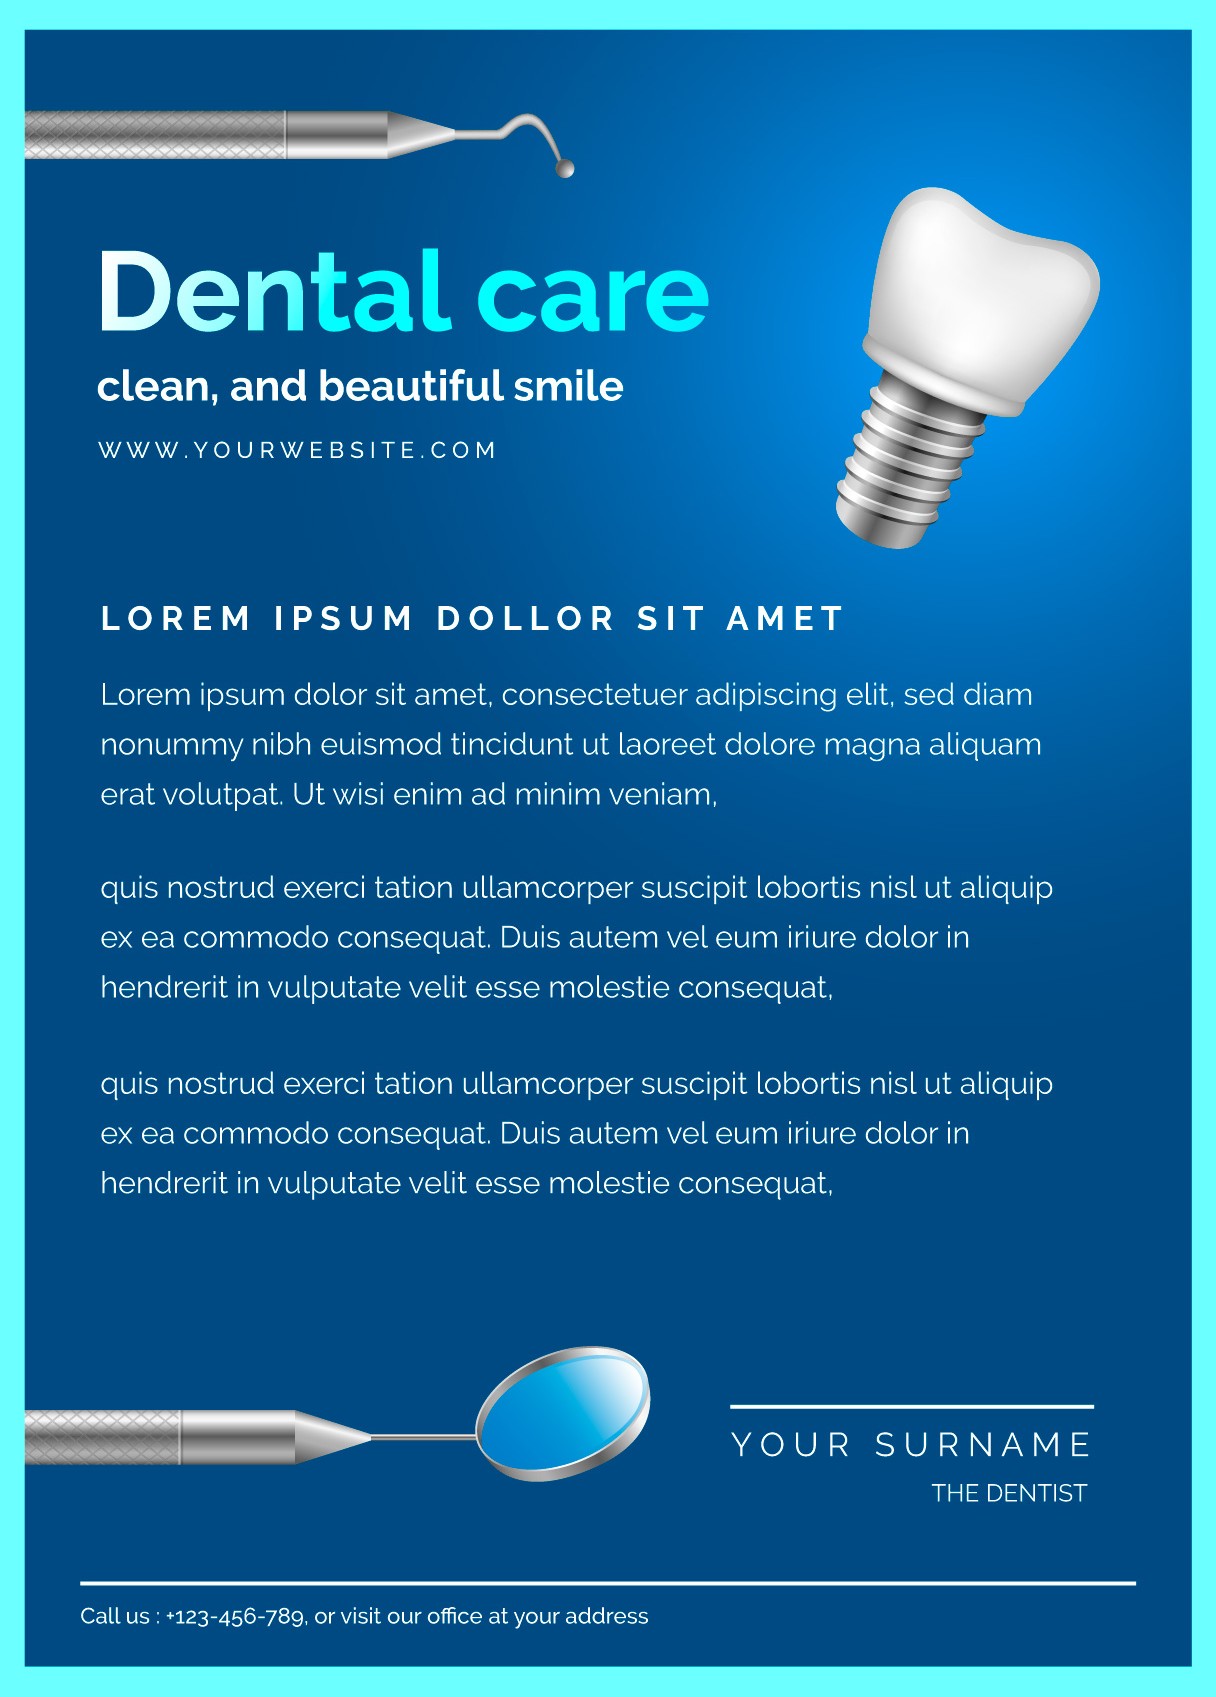 Dental care
clean, and beautiful smile
WWW.YOURWEBSITE.COM
LOREM IPSUM DOLLOR SIT AMET
Lorem ipsum dolor sit amet, consectetuer adipiscing elit, sed diam
nonummy nibh euismod tincidunt ut laoreet dolore magna aliquam
erat volutpat. Ut wisi enim ad minim veniam,
quis nostrud exerci tation ullamcorper suscipit lobortis nisl ut aliquip
ex ea commodo consequat. Duis autem vel eum iriure dolor in
hendrerit in vulputate velit esse molestie consequat,
quis nostrud exerci tation ullamcorper suscipit lobortis nisl ut aliquip
ex ea commodo consequat. Duis autem vel eum iriure dolor in
hendrerit in vulputate velit esse molestie consequat,
YOUR SURNAME
THE DENTIST
Call us : +123-456-789, or visit our office at your address